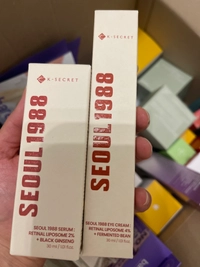 K-SECRET
SEOUL 1988
SEOUL 1988 SERUM :
RETINAL LIPOSOME 2%
+ BLACK GINSENG
K-SECRET
SEOUL 1988
SEOUL 1988 EYE CREAM :
RETINAL LIPOSOME 4%
+ FERMENTED BEAN